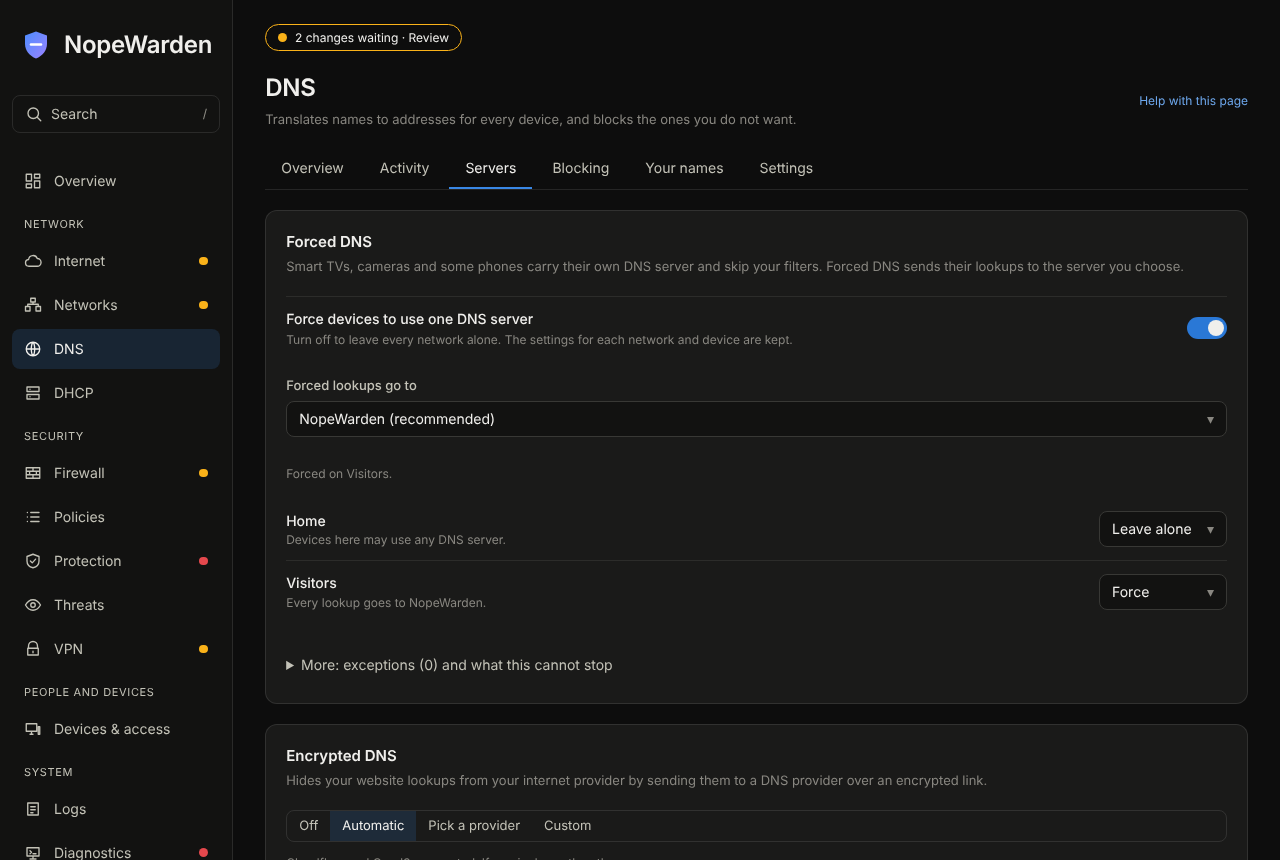 NopeWarden
Search /
Overview
NETWORK
Internet
Networks
DNS
DHCP
SECURITY
Firewall
Policies
Protection
Threats
VPN
PEOPLE AND DEVICES
Devices & access
SYSTEM
Logs
Diagnostics
2 changes waiting · Review
DNS
Help with this page
Translates names to addresses for every device, and blocks the ones you do not want.
Overview Activity Servers Blocking Your names Settings
Forced DNS
Smart TVs, cameras and some phones carry their own DNS server and skip your filters. Forced DNS sends their lookups to the server you choose.
Force devices to use one DNS server
Turn off to leave every network alone. The settings for each network and device are kept.
Forced lookups go to
NopeWarden (recommended)
Forced on Visitors.
Home
Leave alone
Devices here may use any DNS server.
Visitors
Force
Every lookup goes to NopeWarden.
More: exceptions (0) and what this cannot stop
Encrypted DNS
Hides your website lookups from your internet provider by sending them to a DNS provider over an encrypted link.
Off Automatic Pick a provider Custom